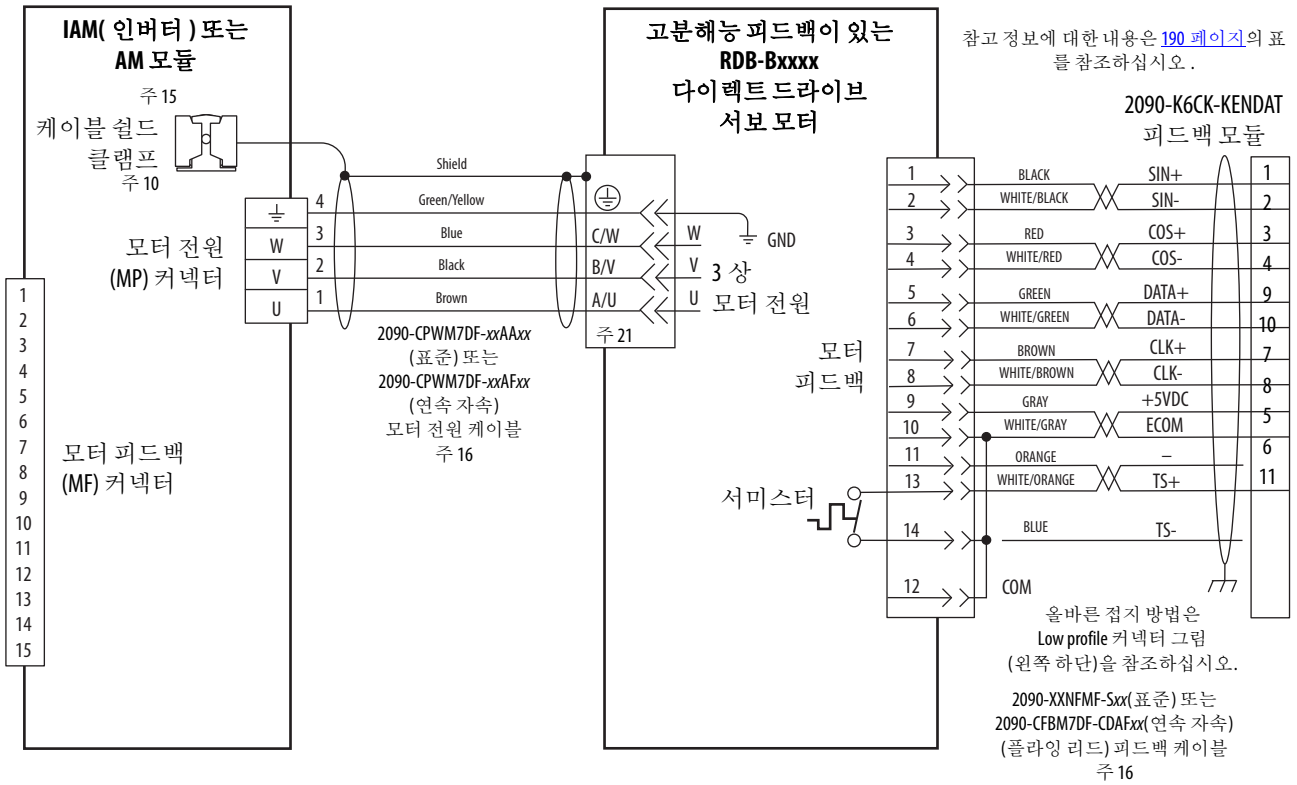 IAM( 인버터 ) 또는
AM 모듈
주 15
케이블 쉴드
클램프
주 10
모터 전원
(MP) 커넥터
W
V
U
4
3
2
1
Shield
Green/Yellow
Blue
Black
Brown
2090-CPWM7DF-xxAAxx
(표준) 또는
2090-CPWM7DF-xxAFxx
(연속 자속)
모터 전원 케이블
주 16
1
2
3
4
5
6
7
8
9
10
11
12
13
14
15
모터 피드백
(MF) 커넥터
고분해능 피드백이 있는
RDB-Bxxxx
다이렉트 드라이브
서보 모터
C/W
B/V
A/U
주 21
W
V
U
GND
3 상
모터 전원
모터
피드백
서미스터
참고 정보에 대한 내용은 190 페이지의 표
를 참조하십시오 .
2090-K6CK-KENDAT
피드백 모듈
1 BLACK SIN+ 1
2 WHITE/BLACK SIN- 2
3 RED COS+ 3
4 WHITE/RED COS- 4
5 GREEN DATA+ 9
6 WHITE/GREEN DATA- 10
7 BROWN CLK+ 7
8 WHITE/BROWN CLK- 8
9 GRAY +5VDC 5
10 WHITE/GRAY ECOM 6
11 ORANGE –
13 WHITE/ORANGE TS+ 11
14 BLUE TS-
12 COM
올바른 접지 방법은
Low profile 커넥터 그림
(왼쪽 하단)을 참조하십시오.
2090-XXNFMF-Sxx(표준) 또는
2090-CFBM7DF-CDAFxx(연속 자속)
(플라잉 리드) 피드백 케이블
주 16